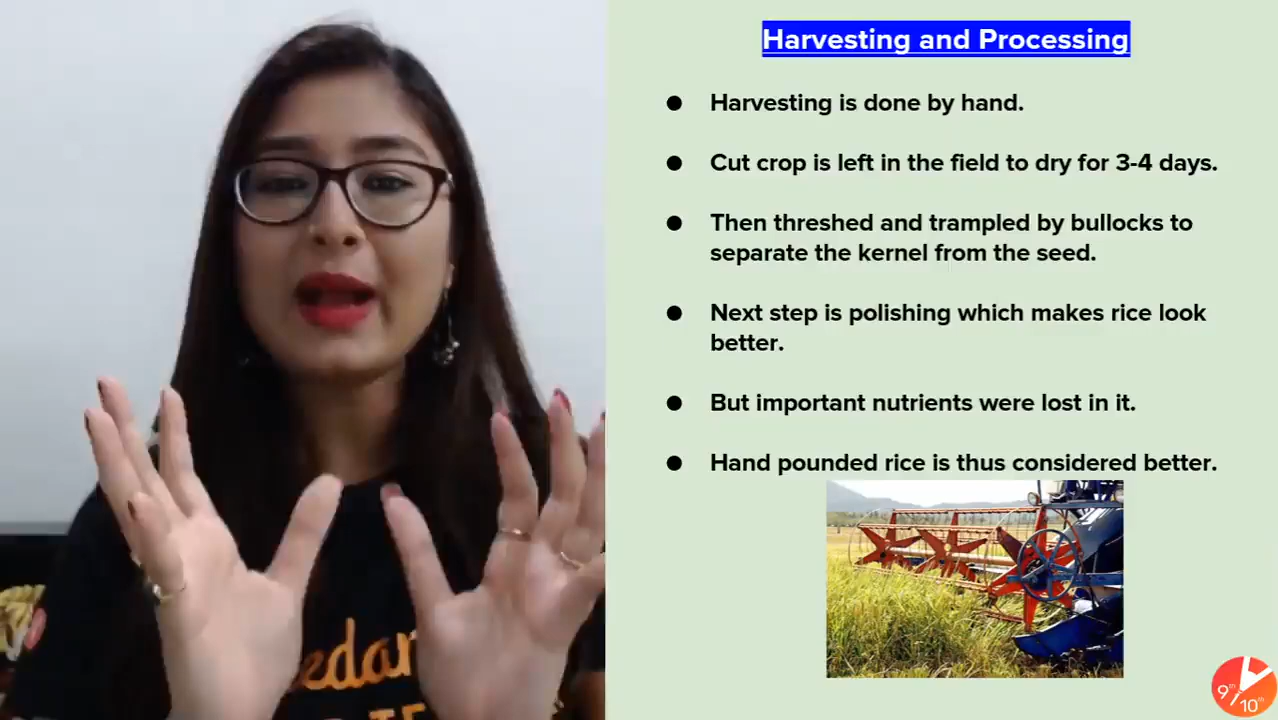 Harvesting and Processing
● Harvesting is done by hand.
● Cut crop is left in the field to dry for 3-4 days.
● Then threshed and trampled by bullocks to
separate the kernel from the seed.
● Next step is polishing which makes rice look
better.
● But important nutrients were lost in it.
● Hand pounded rice is thus considered better.
edan
9th/10th